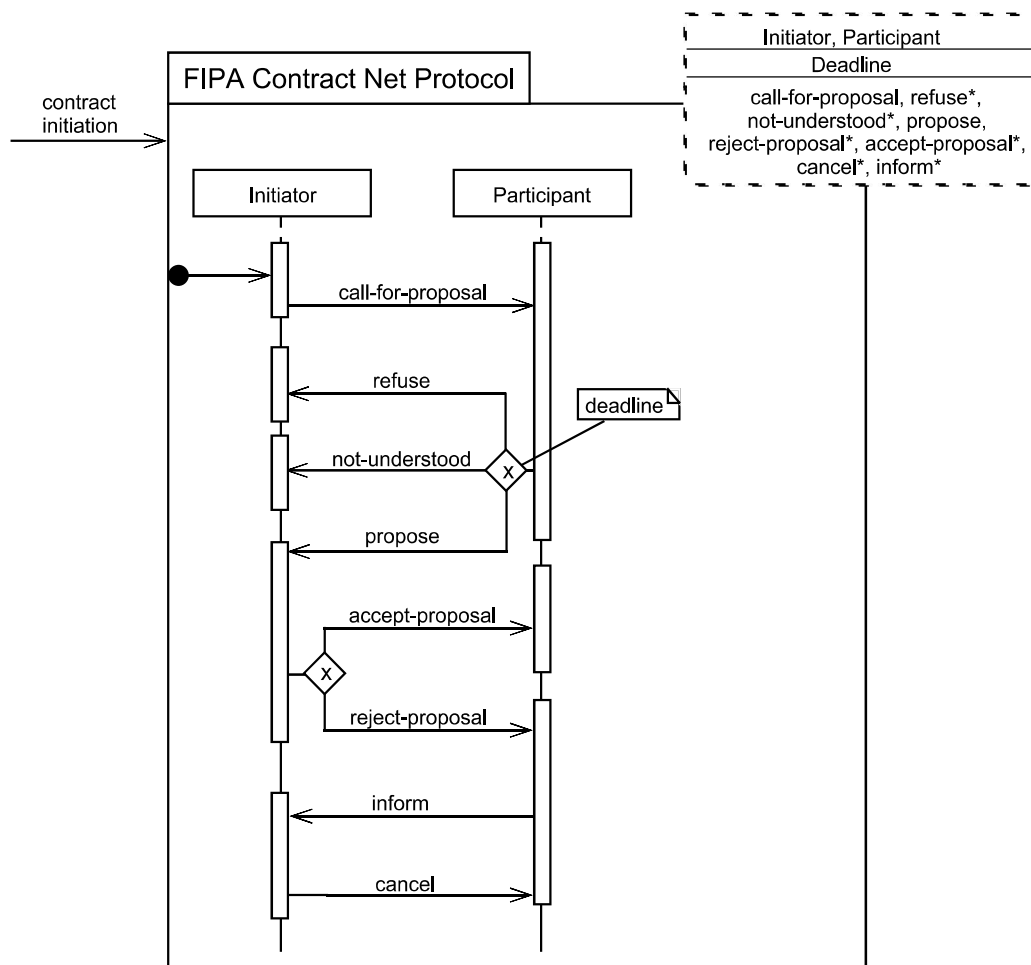 Initiator, Participant
Deadline
call-for-proposal, refuse*,
not-understood*, propose,
reject-proposal*, accept-proposal*,
cancel*, inform*
FIPA Contract Net Protocol
contract
initiation
Initiator
Participant
call-for-proposal
refuse
deadline
not-understood
x
propose
accept-proposal
x
reject-proposal
inform
cancel